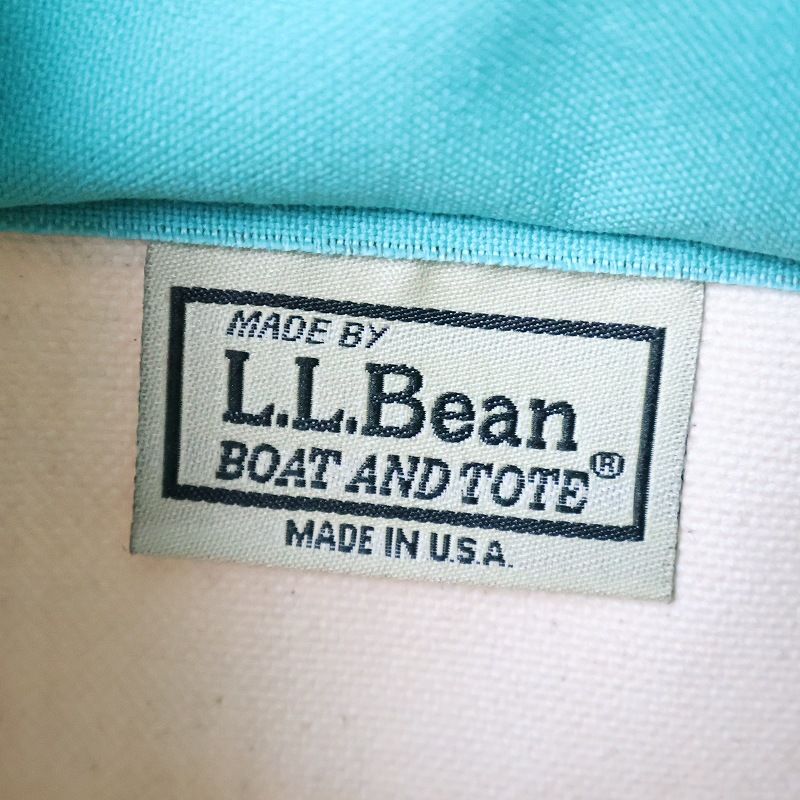 MADE BY
L.L.Bean
BOAT AND TOTE®
MADE IN U.S.A.